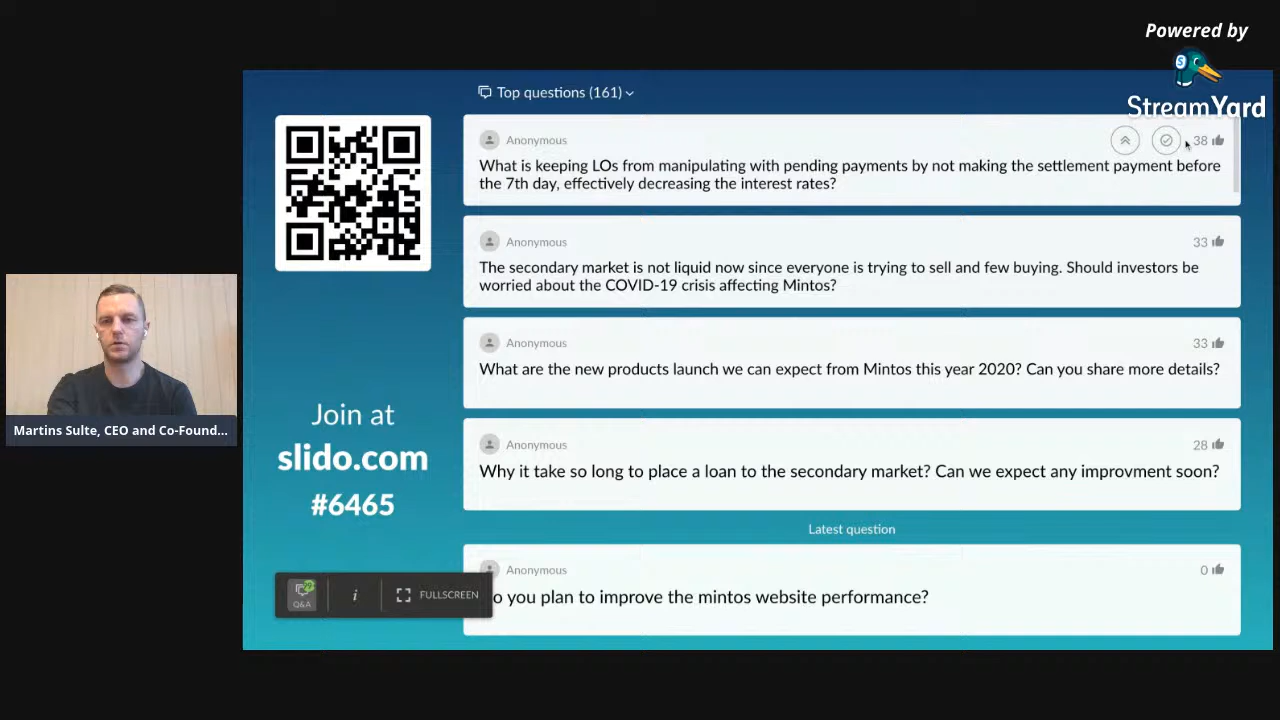 Powered by
StreamYard
Top questions (161)
Anonymous
38
What is keeping LOs from manipulating with pending payments by not making the settlement payment before
the 7th day, effectively decreasing the interest rates?
Anonymous
33
The secondary market is not liquid now since everyone is trying to sell and few buying. Should investors be
worried about the COVID-19 crisis affecting Mintos?
Anonymous
33
What are the new products launch we can expect from Mintos this year 2020? Can you share more details?
Anonymous
28
Why it take so long to place a loan to the secondary market? Can we expect any improvment soon?
Latest question
Anonymous
0
o you plan to improve the mintos website performance?
Join at
slido.com
#6465
Q&A
i
FULLSCREEN
Martins Sulte, CEO and Co-Found...